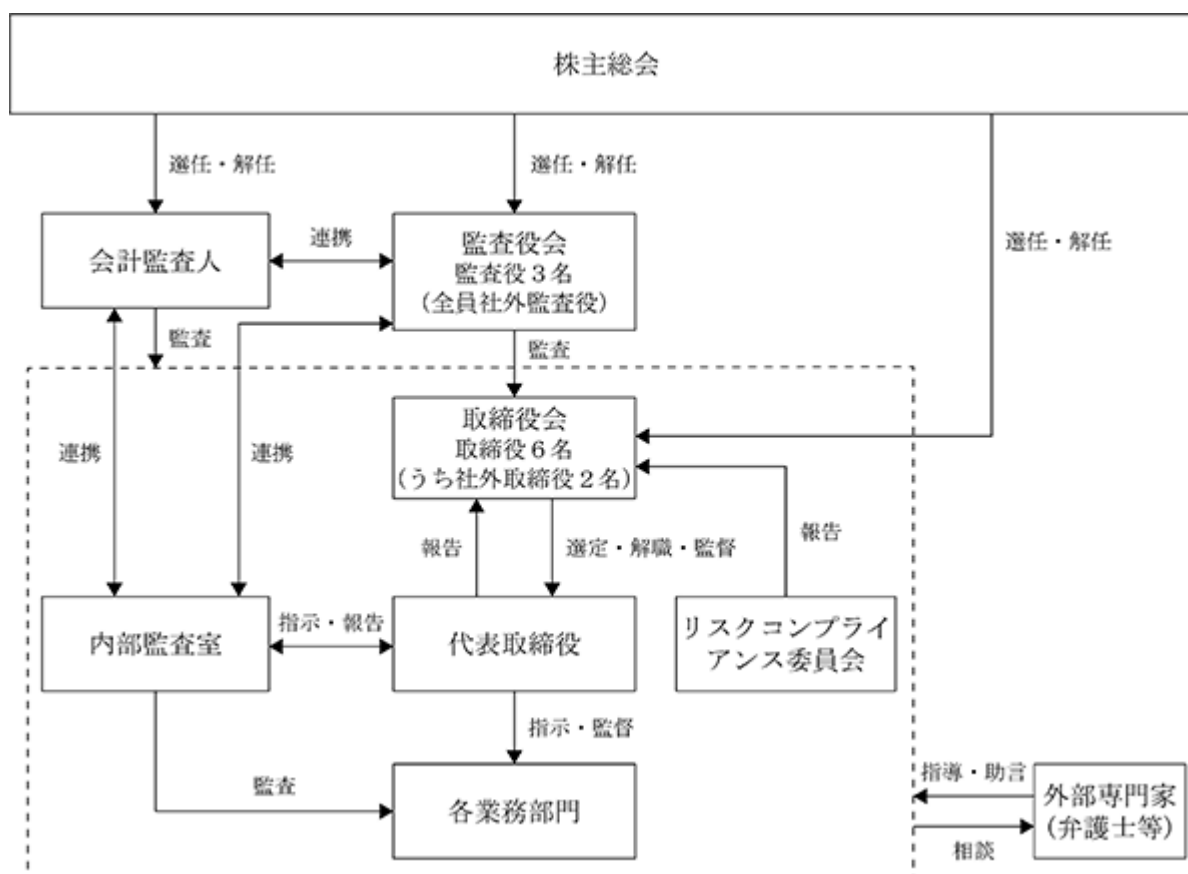 株主総会
選任・解任
選任・解任
選任・解任
会計監査人
連携
監査役会
監査役3名
(全員社外監査役)
監査
監査
取締役会
取締役6名
(うち社外取締役2名)
連携
連携
報告
選定・解職・監督
報告
内部監査室
指示・報告
代表取締役
リスクコンプライ
アンス委員会
指示・監督
監査
各業務部門
指導・助言
外部専門家
(弁護士等)
相談